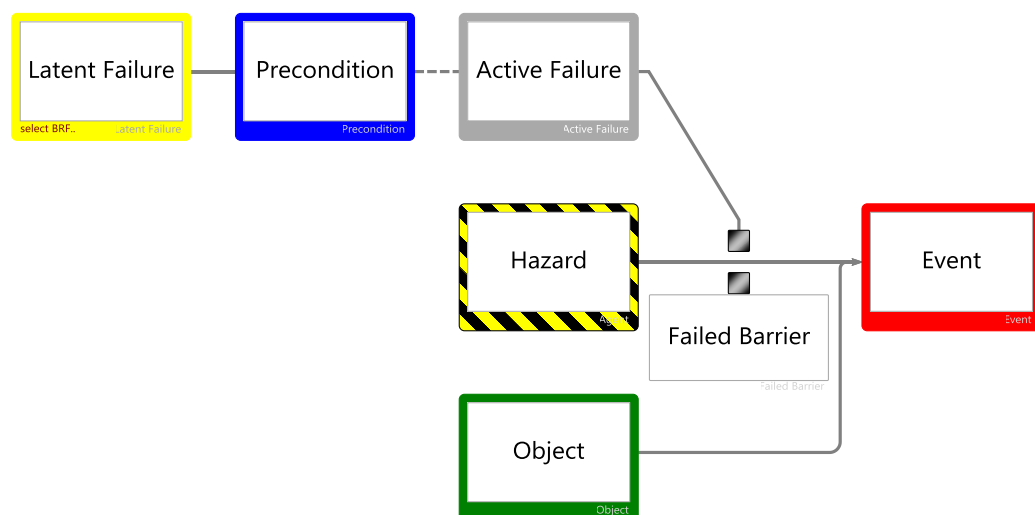 Latent Failure
select BRF..
Latent Failure
Precondition
Precondition
Active Failure
Active Failure
Hazard
Event
Event
Failed Barrier
Failed Barrier
Object
Object